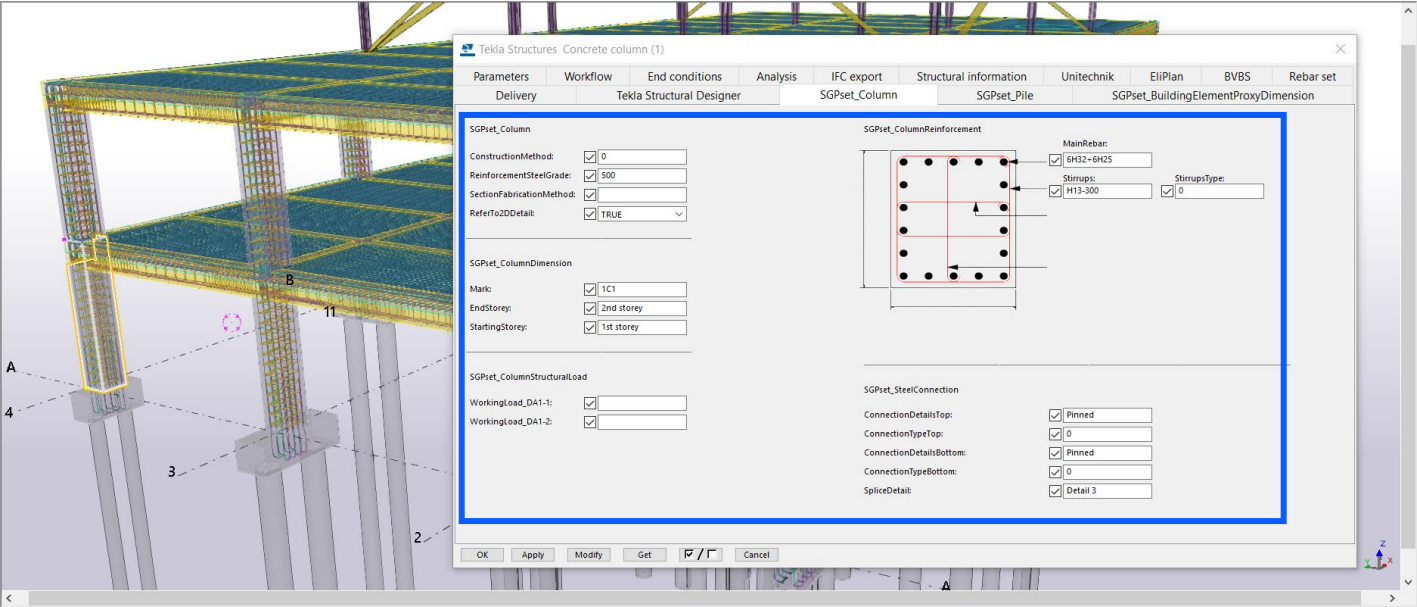 Tekla Structures Concrete column (1)
Parameters Workflow End conditions Analysis IFC export Structural information Unitechnik EliPlan BVBS Rebar set
Delivery Tekla Structural Designer SGPset_Column SGPset_Pile SGPset_BuildingElementProxyDimension
SGPset_Column
ConstructionMethod: 0
ReinforcementSteelGrade: 500
SectionFabricationMethod:
ReferTo2DDetail: TRUE
SGPset_ColumnDimension
Mark: 1C1
EndStorey: 2nd storey
StartingStorey: 1st storey
SGPset_ColumnStructuralLoad
WorkingLoad_DA1-1:
WorkingLoad_DA1-2:
SGPset_ColumnReinforcement
MainRebar:
6H32+6H25
Stirrups: StirrupsType:
H13-300 0
SGPset_SteelConnection
ConnectionDetailsTop: Pinned
ConnectionTypeTop: 0
ConnectionDetailsBottom: Pinned
ConnectionTypeBottom: 0
SpliceDetail: Detail 3
OK Apply Modify Get / Cancel
B
11
A
4
3
2
A
Z
Y X